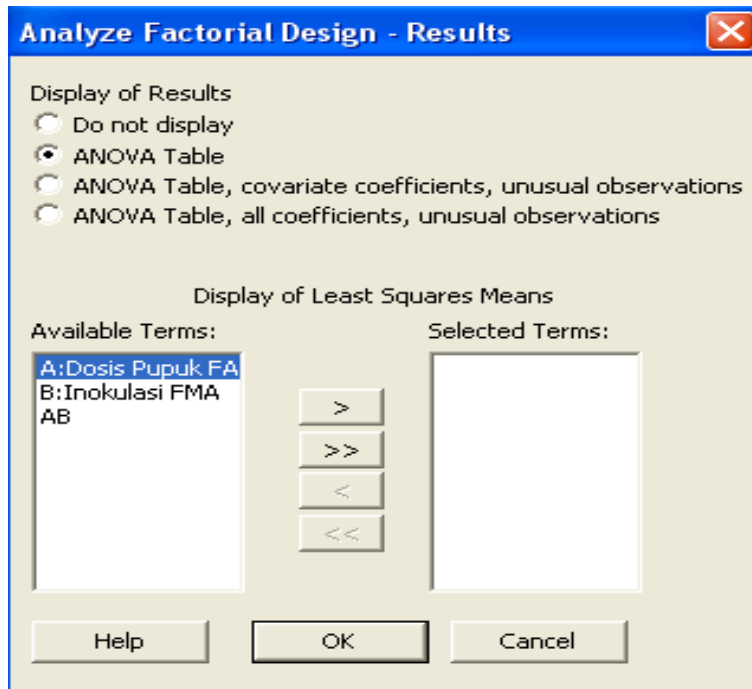 Analyze Factorial Design - Results
Display of Results
Do not display
ANOVA Table
ANOVA Table, covariate coefficients, unusual observations
ANOVA Table, all coefficients, unusual observations
Display of Least Squares Means
Available Terms:
Selected Terms:
A:Dosis Pupuk FA
B:Inokulasi FMA
AB
>
>>
<
<<
Help
OK
Cancel